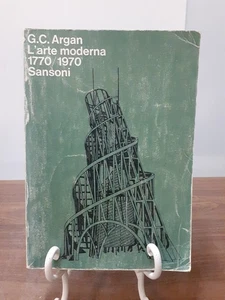 G.C. Argan
L'arte moderna
1770/1970
Sansoni